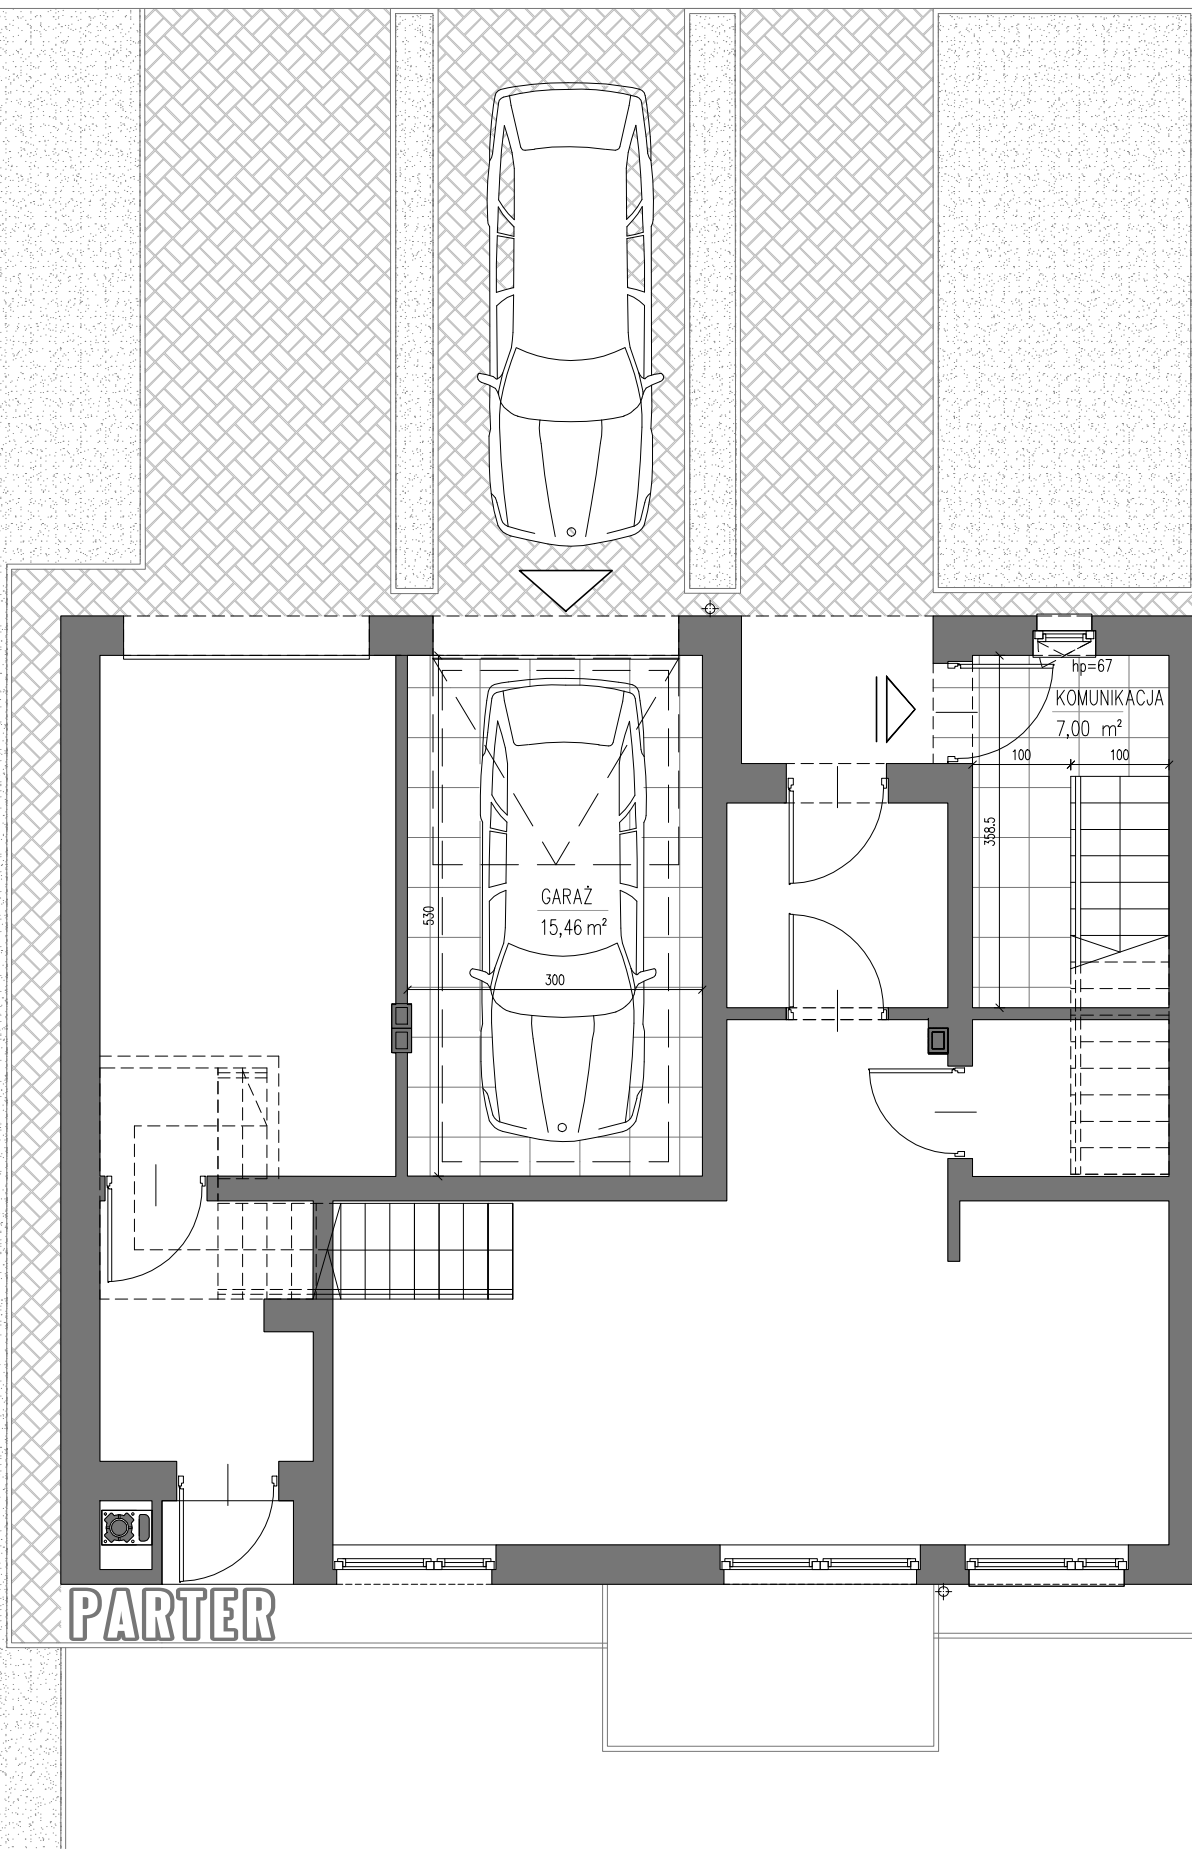 hp=67
KOMUNIKACJA
7,00 m²
100
100
358.5
GARAŻ
15,46 m²
530
300
PARTER